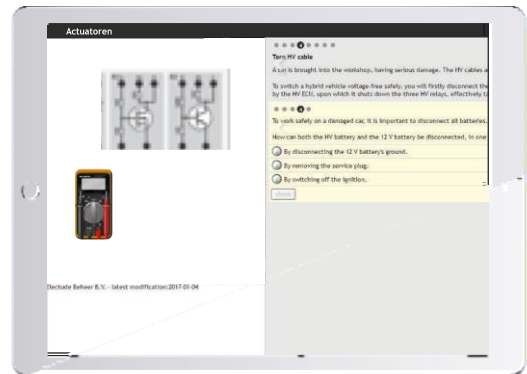 Actuatoren
Torn HV cable
A car is brought into the workshop, having serious damage. The HV cables a
To switch a hybrid vehicle voltage-free safely, you will firstly disconnect the
by the HV ECU, upon which it shuts down the three HV relays, effectively ta
To work safely on a damaged car, it is important to disconnect all batteries.
How can both the HV battery and the 12 V battery be disconnected, in one
By disconnecting the 12 V battery's ground.
By removing the service plug.
By switching off the ignition.
check
Electude Beheer B.V. - latest modification:2017-01-04